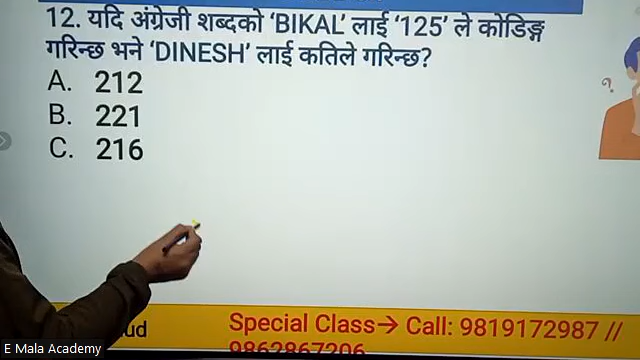 12. यदि अंग्रेजी शब्दको ‘BIKAL’ लाई ‘125’ ले कोडिङ्ग
गरिन्छ भने ‘DINESH’ लाई कतिले गरिन्छ?
A. 212
B. 221
C. 216
?
ud
Special Class→ Call: 9819172987 //
9862867206
E Mala Academy